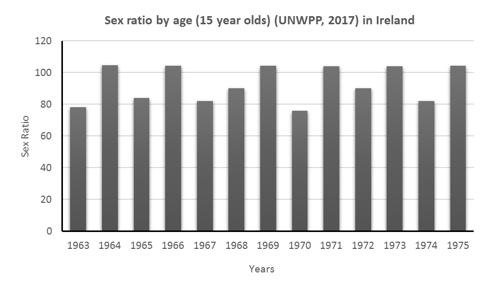 Sex ratio by age (15 year olds) (UNWPP, 2017) in Ireland
120
100
80
60
40
20
0
Sex Ratio
1963 1964 1965 1966 1967 1968 1969 1970 1971 1972 1973 1974 1975
Years